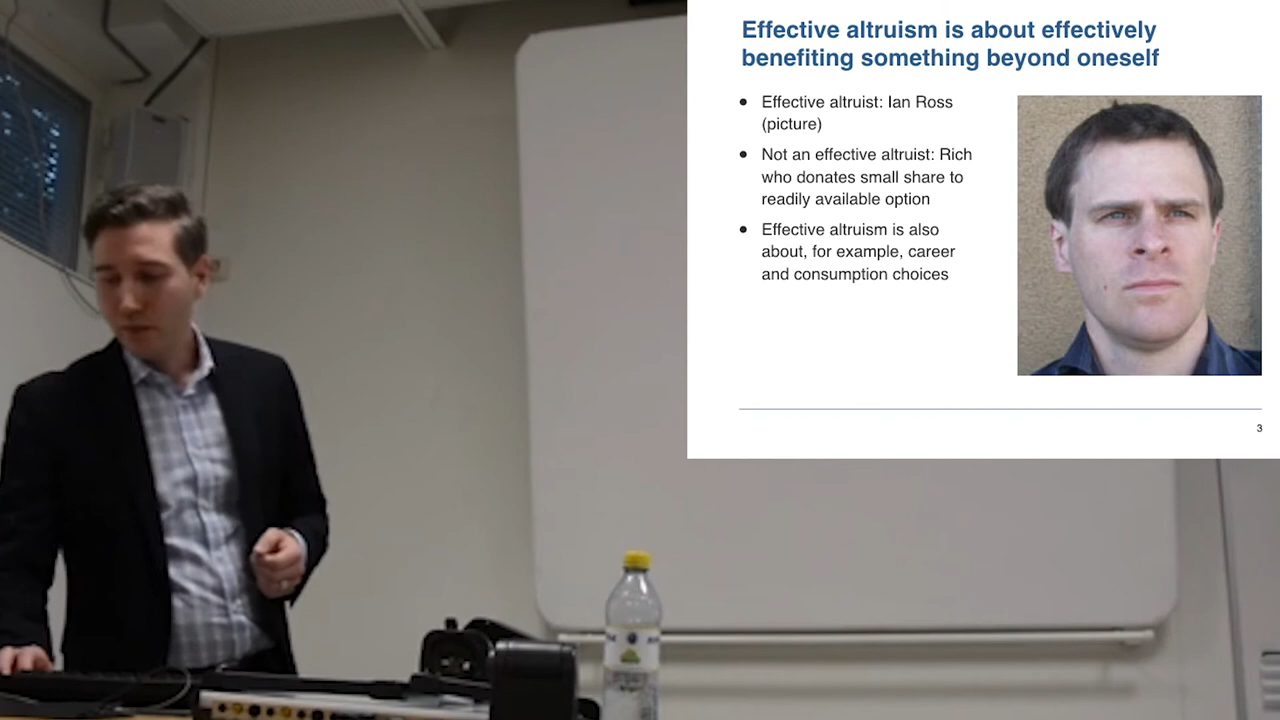 Effective altruism is about effectively
benefiting something beyond oneself
• Effective altruist: Ian Ross
(picture)
• Not an effective altruist: Rich
who donates small share to
readily available option
• Effective altruism is also
about, for example, career
and consumption choices
3